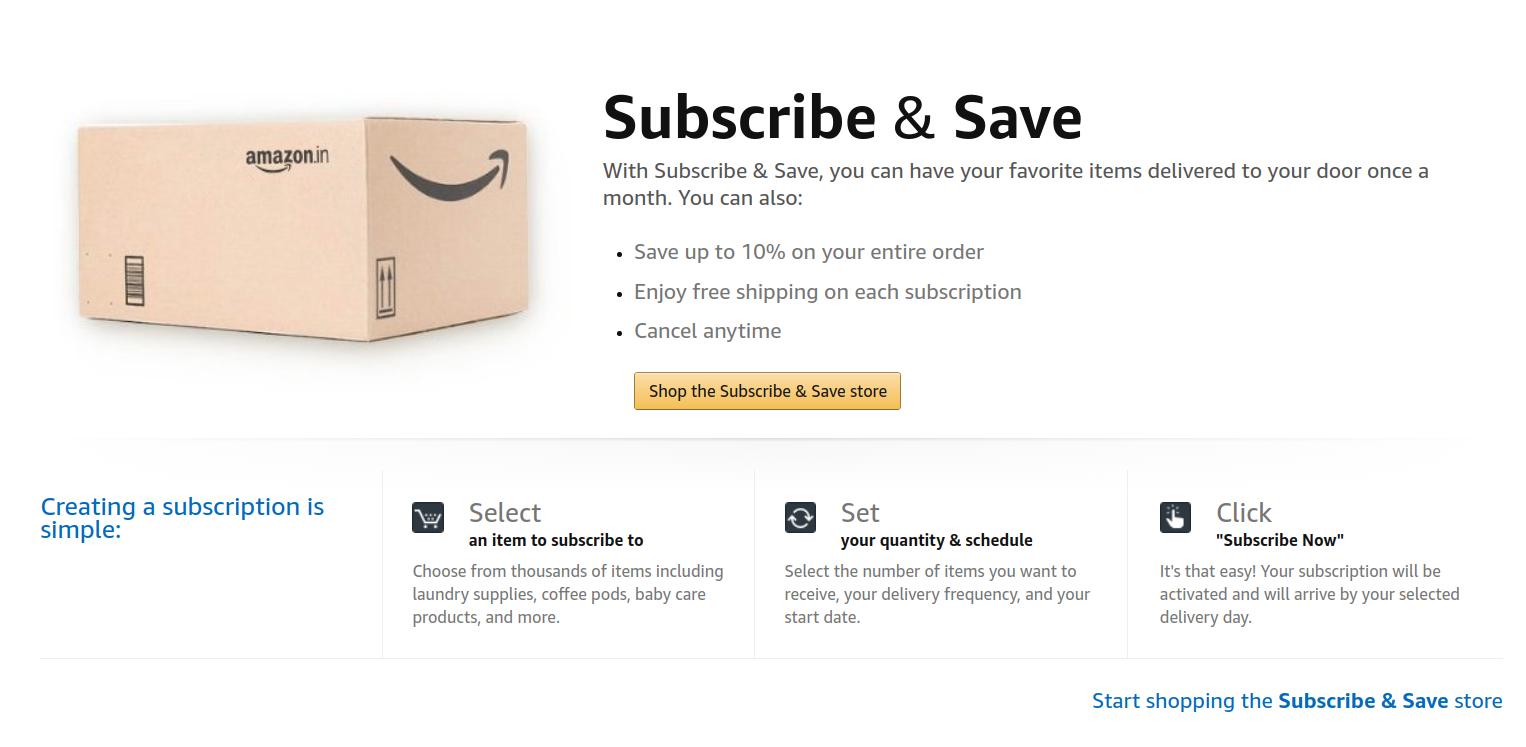 amazon.in
Subscribe & Save
With Subscribe & Save, you can have your favorite items delivered to your door once a
month. You can also:
• Save up to 10% on your entire order
• Enjoy free shipping on each subscription
• Cancel anytime
Shop the Subscribe & Save store
Creating a subscription is
simple:
Select
an item to subscribe to
Choose from thousands of items including
laundry supplies, coffee pods, baby care
products, and more.
Set
your quantity & schedule
Select the number of items you want to
receive, your delivery frequency, and your
start date.
Click
"Subscribe Now"
It's that easy! Your subscription will be
activated and will arrive by your selected
delivery day.
Start shopping the Subscribe & Save store